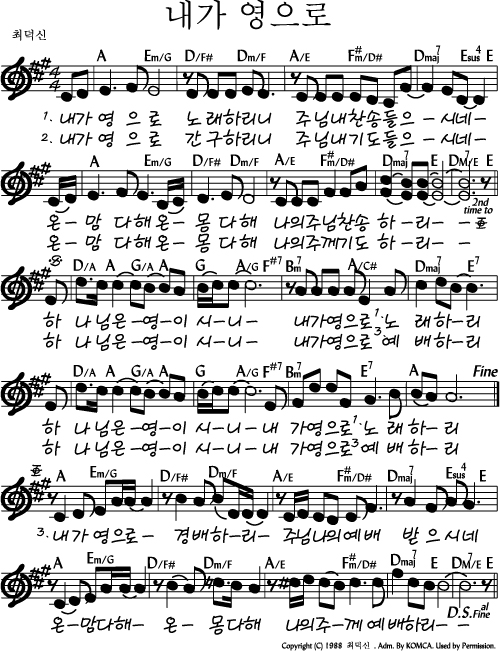 내가 영으로
최덕신
A Em/G D/F# Dm/F A/E F#m/D# Dmaj7 Esus4 E
1. 내가 영 으 로 노 래하리니 주 님내찬송들으 – 시네 –
2. 내가 영 으 로 간 구하리니 주님내기도들으 – 시네 –
A Em/G D/F# Dm/F A/E F#m/D# Dmaj7 E DM/E E7
2nd time to
온 – 맘 다해온 – 몸 다해 나의주님찬송 하 – 리 –
온 – 맘 다해온 – 몸 다해 나의주께기도 하 – 리 –
D/A A G/A A G A/G F#7 Bm7 A/C# Dmaj7 E7
하 나님은 – 영 – 이 시 – 니 – 내가영으로1.노 래하 – 리
하 나님은 – 영 – 이 시 – 니 – 내가영으로3예 배하 – 리
D/A A G/A A G A/G F#7 Bm7 E7 A Fine
하 나님은 – 영 – 이 시 – 니 – 내 가영으로1.노래하 리
하 나님은 – 영 – 이 시 – 니 – 내 가영으로3예배하 리
A Em/G D/F# Dm/F A/E F#m/D# Dmaj7 Esus4 E
3. 내 가 영으로 – 경배하 – 리 – 주님나의예배 받 으 시네
A Em/G D/F# Dm/F A/E F#m/D# Dmaj7 E DM/E E7
D.S. al Fine
온 – 맘다해 – 온 – 몸다해 나의주 – 께 예배하리 –
Copyright (C) 1988 최덕신 . Adm. By KOMCA. Used by Permission.